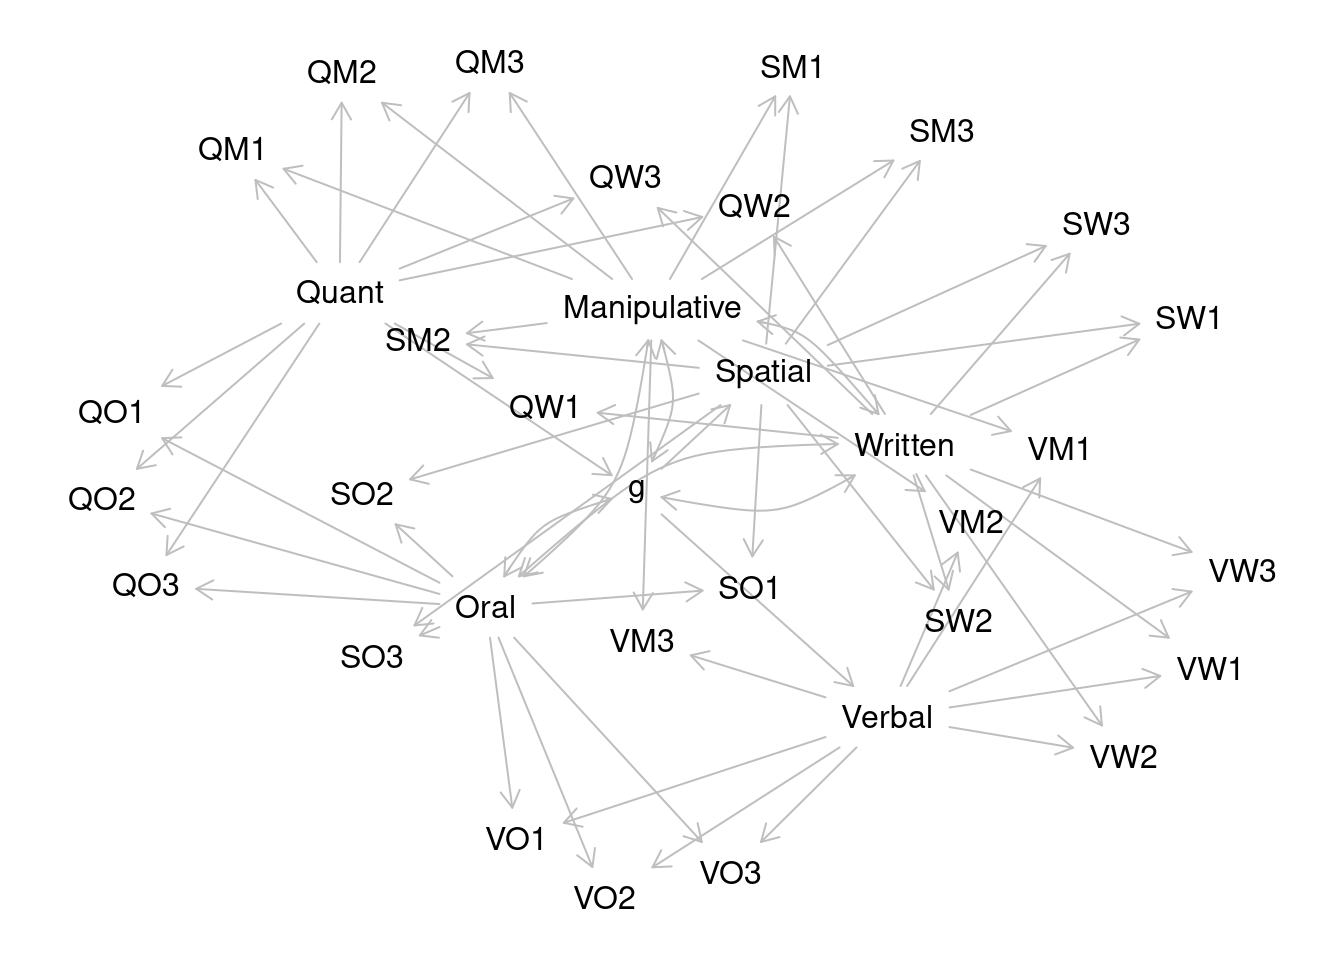 QM3
SM1
QM2
SM3
QM1
QW3
QW2
SW3
Quant
Manipulative
SW1
SM2
Spatial
QW1
QO1
Written
VM1
g
SO2
QO2
VM2
VW3
QO3
SO1
Oral
SW2
VM3
SO3
VW1
Verbal
VW2
VO1
VO3
VO2